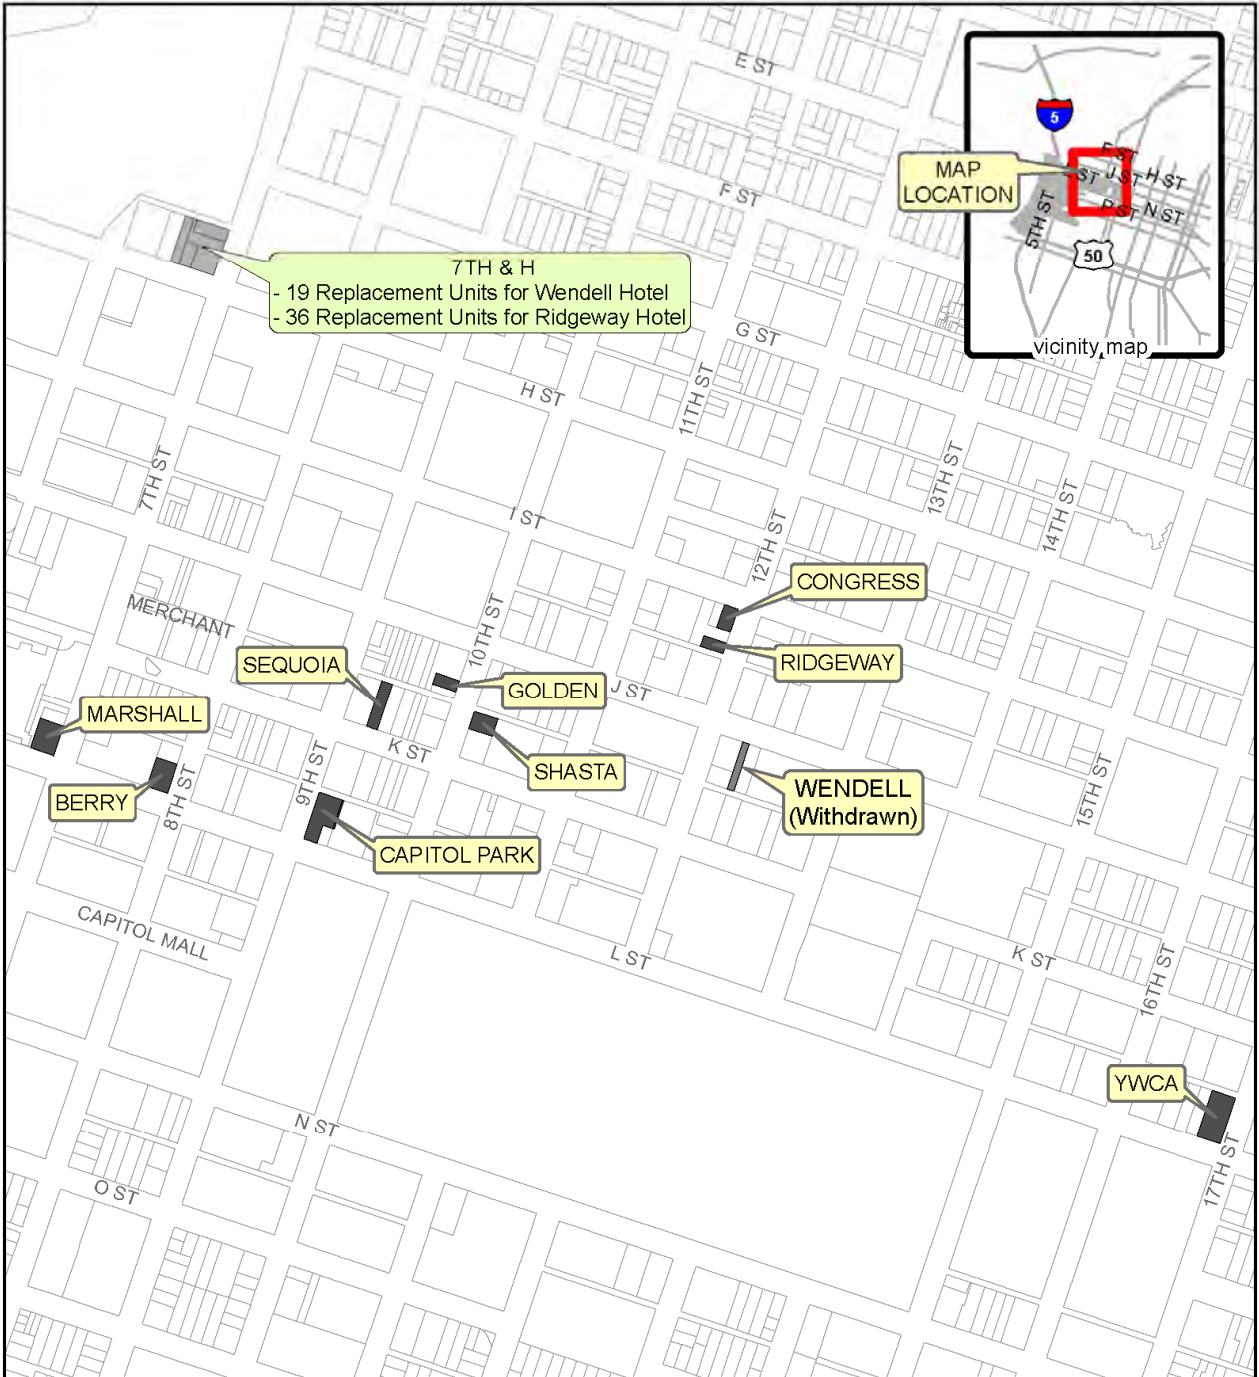 E ST
5
F ST
J ST
H ST
ST
MAP
LOCATION
P ST
N ST
5TH ST
50
vicinity map
F ST
7TH & H
- 19 Replacement Units for Wendell Hotel
- 36 Replacement Units for Ridgeway Hotel
G ST
H ST
11TH ST
7TH ST
13TH ST
14TH ST
I ST
12TH ST
CONGRESS
MERCHANT
10TH ST
SEQUOIA
RIDGEWAY
GOLDEN
J ST
MARSHALL
K ST
SHASTA
9TH ST
WENDELL
(Withdrawn)
BERRY
8TH ST
15TH ST
CAPITOL PARK
CAPITOL MALL
L ST
K ST
16TH ST
YWCA
N ST
17TH ST
O ST